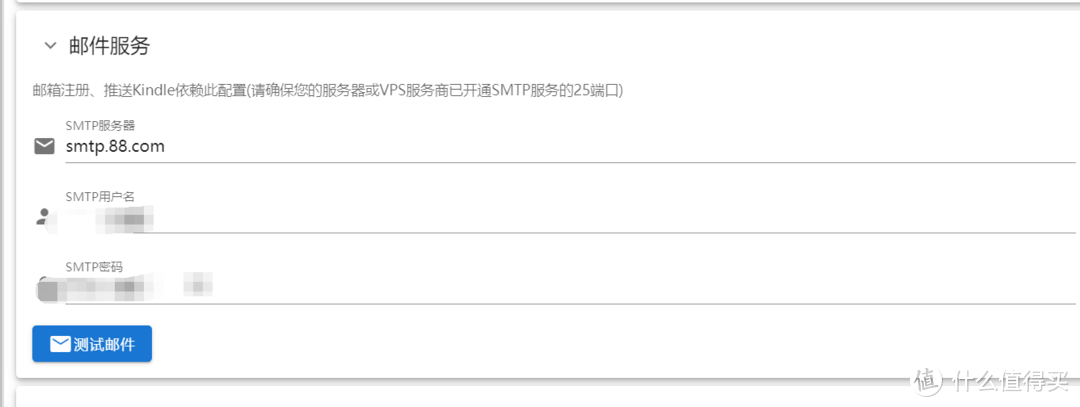 邮件服务
邮箱注册、推送Kindle依赖此配置(请确保您的服务器或VPS服务商已开通SMTP服务的25端口)
SMTP服务器
smtp.88.com
SMTP用户名
SMTP密码
测试邮件
值 什么值得买